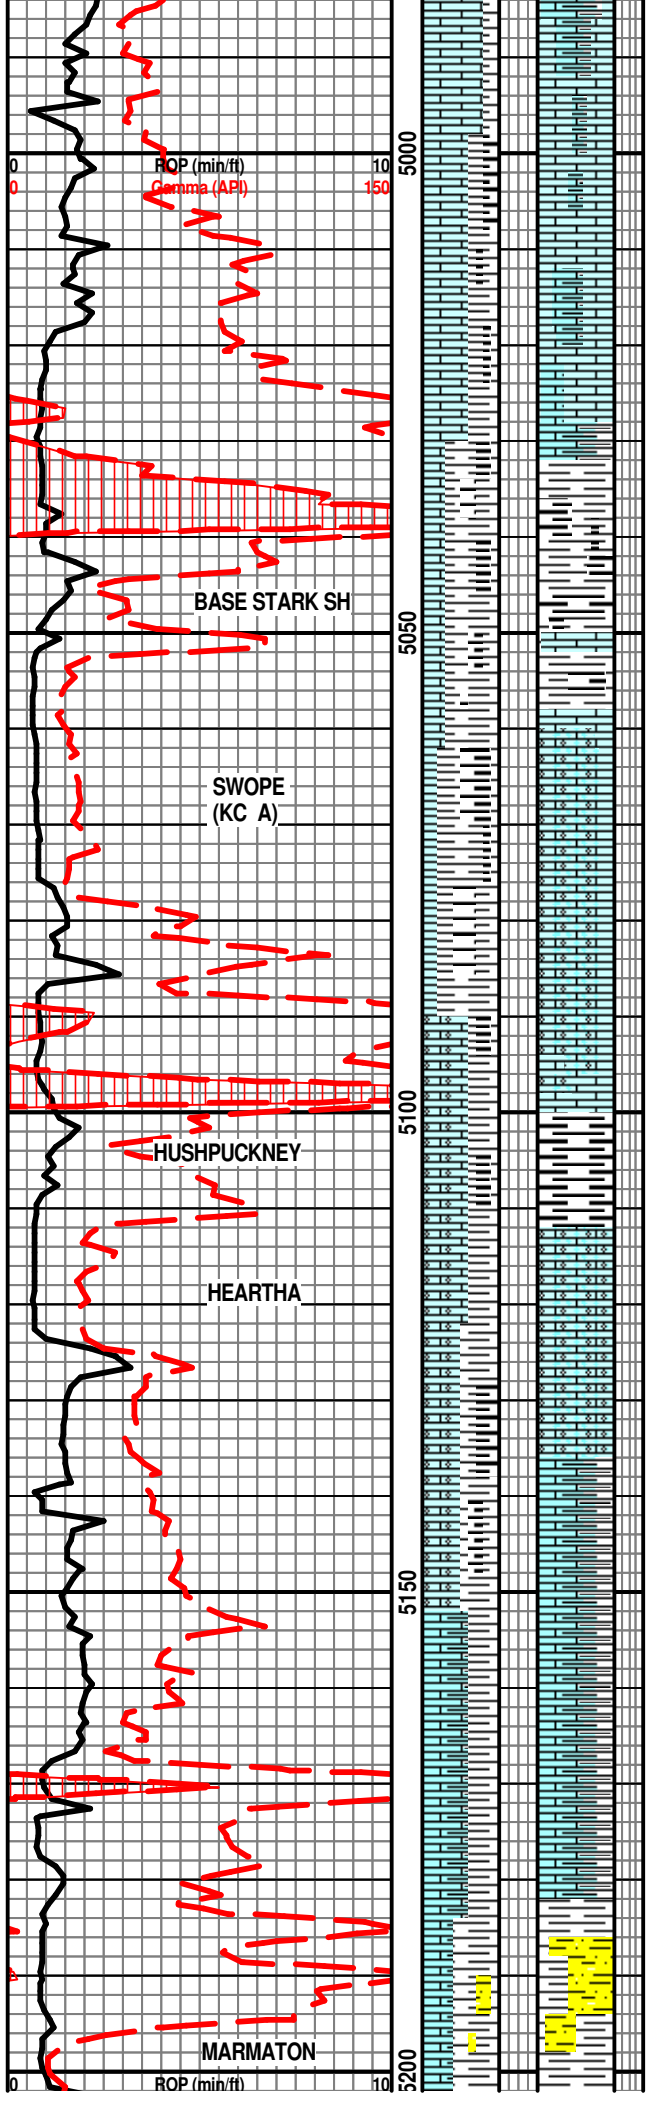 0 ROP (min/ft) 10
0 Gamma (API) 150
5000
BASE STARK SH
5050
SWOPE
(KC A)
5100
HUSHPUCKNEY
HEARTHA
5150
MARMATON
5200
0 ROP (min/ft) 10